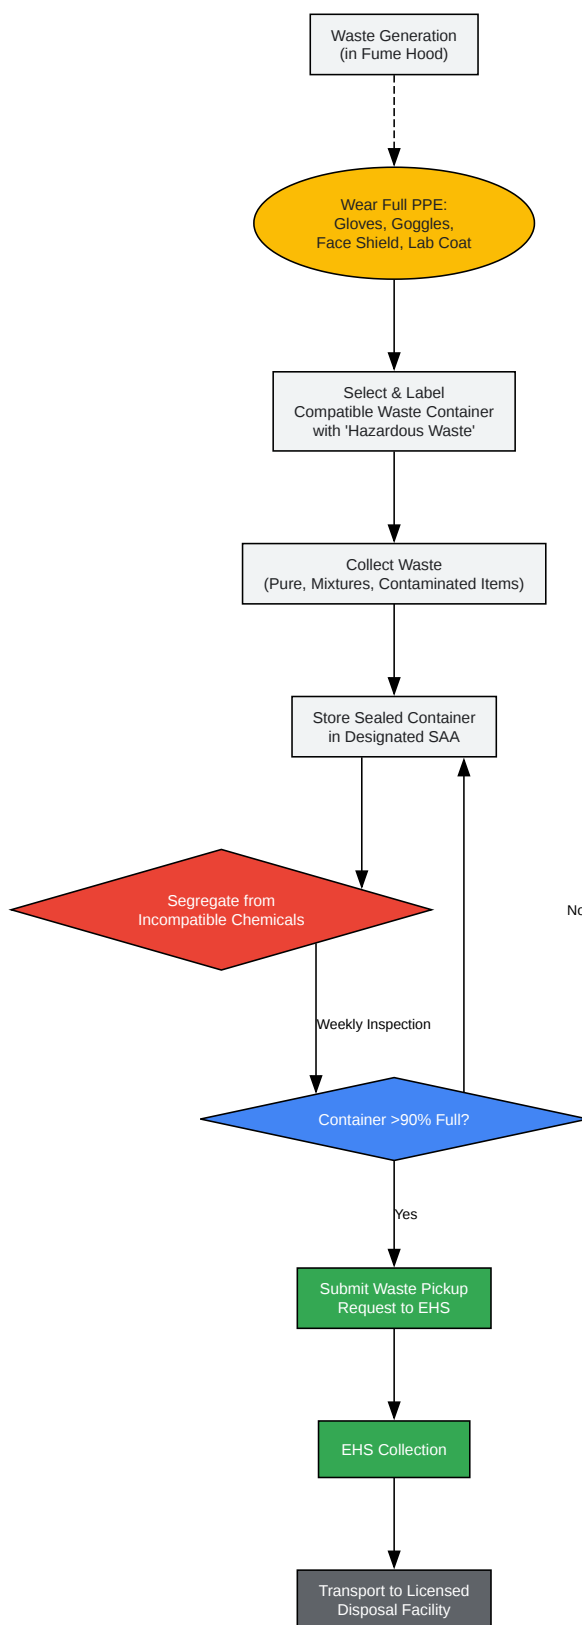 Waste Generation
(in Fume Hood)
Wear Full PPE:
Gloves, Goggles,
Face Shield, Lab Coat
Select & Label
Compatible Waste Container
with 'Hazardous Waste'
Collect Waste
(Pure, Mixtures, Contaminated Items)
Store Sealed Container
in Designated SAA
Segregate from
Incompatible Chemicals
No
Weekly Inspection
Container >90% Full?
Yes
Submit Waste Pickup
Request to EHS
EHS Collection
Transport to Licensed
Disposal Facility